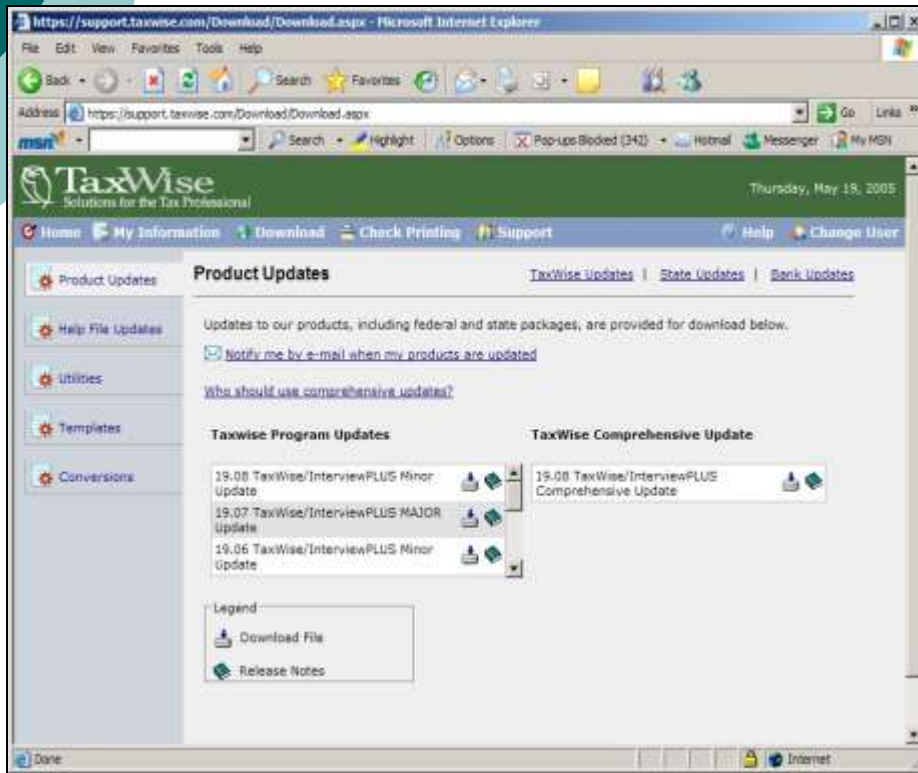 https://support.taxwise.com/Download/Download.aspx - Microsoft Internet Explorer
File Edit View Favorites Tools Help
Back Search Favorites
Address https://support.taxwise.com/Download/Download.aspx Go Links »
msn Search Highlight Options Pop-ups Blocked (342) Hotmail Messenger My MSN
TaxWise
Solutions for the Tax Professional
Thursday, May 19, 2005
Home My Information Download Check Printing Support Help Change User
Product Updates
Help File Updates
Utilities
Templates
Conversions
Product Updates
TaxWise Updates | State Updates | Bank Updates
Updates to our products, including federal and state packages, are provided for download below.
Notify me by e-mail when my products are updated
Who should use comprehensive updates?
Taxwise Program Updates
19.08 TaxWise/InterviewPLUS Minor
Update
19.07 TaxWise/InterviewPLUS MAJOR
Update
19.06 TaxWise/InterviewPLUS Minor
Update
TaxWise Comprehensive Update
19.08 TaxWise/InterviewPLUS
Comprehensive Update
Legend
Download File
Release Notes
Done
Internet